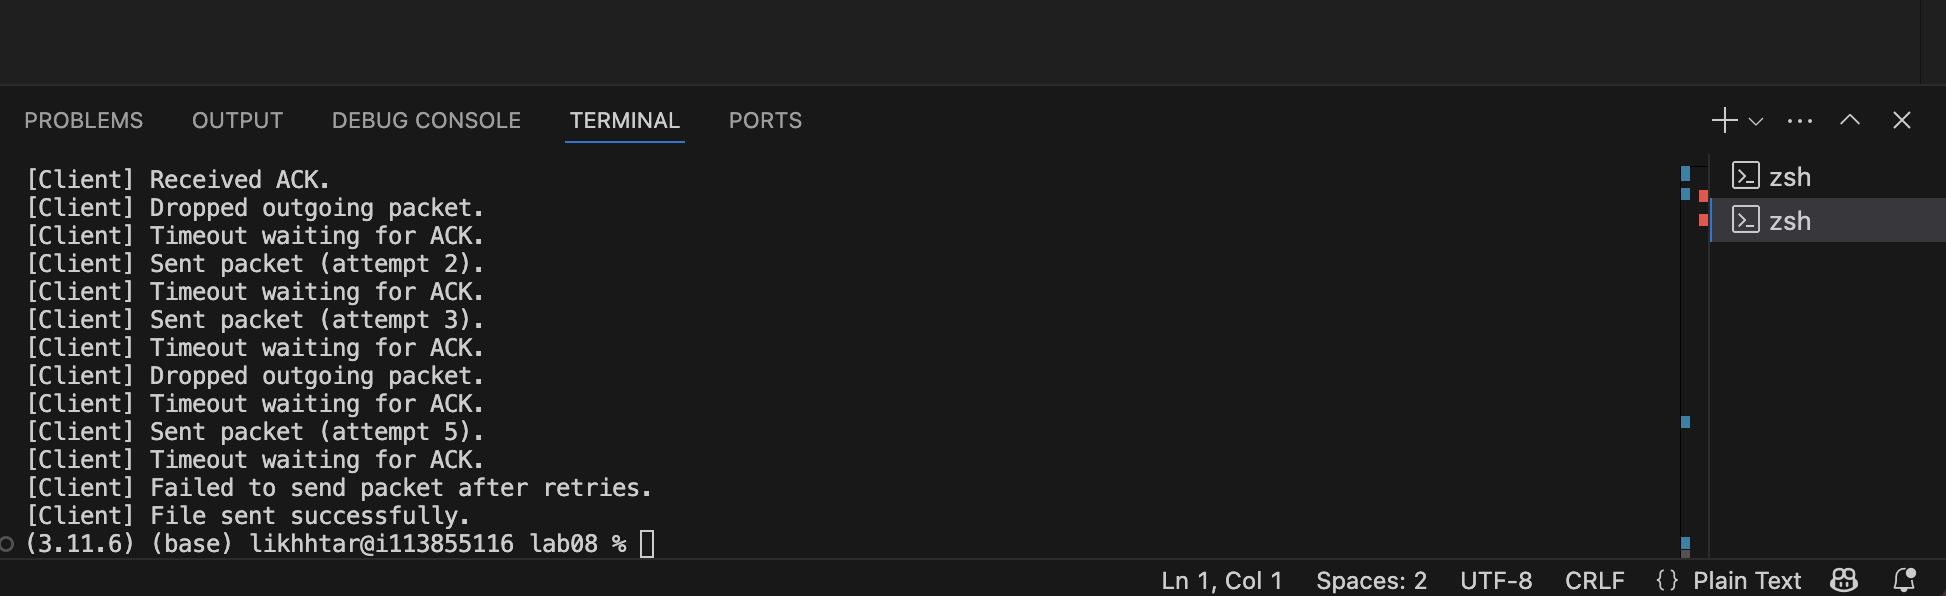 PROBLEMS OUTPUT DEBUG CONSOLE TERMINAL PORTS
[Client] Received ACK.
[Client] Dropped outgoing packet.
[Client] Timeout waiting for ACK.
[Client] Sent packet (attempt 2).
[Client] Timeout waiting for ACK.
[Client] Sent packet (attempt 3).
[Client] Timeout waiting for ACK.
[Client] Dropped outgoing packet.
[Client] Timeout waiting for ACK.
[Client] Sent packet (attempt 5).
[Client] Timeout waiting for ACK.
[Client] Failed to send packet after retries.
[Client] File sent successfully.
(3.11.6) (base) likhhtar@i113855116 lab08 %
zsh
zsh
Ln 1, Col 1 Spaces: 2 UTF-8 CRLF {} Plain Text